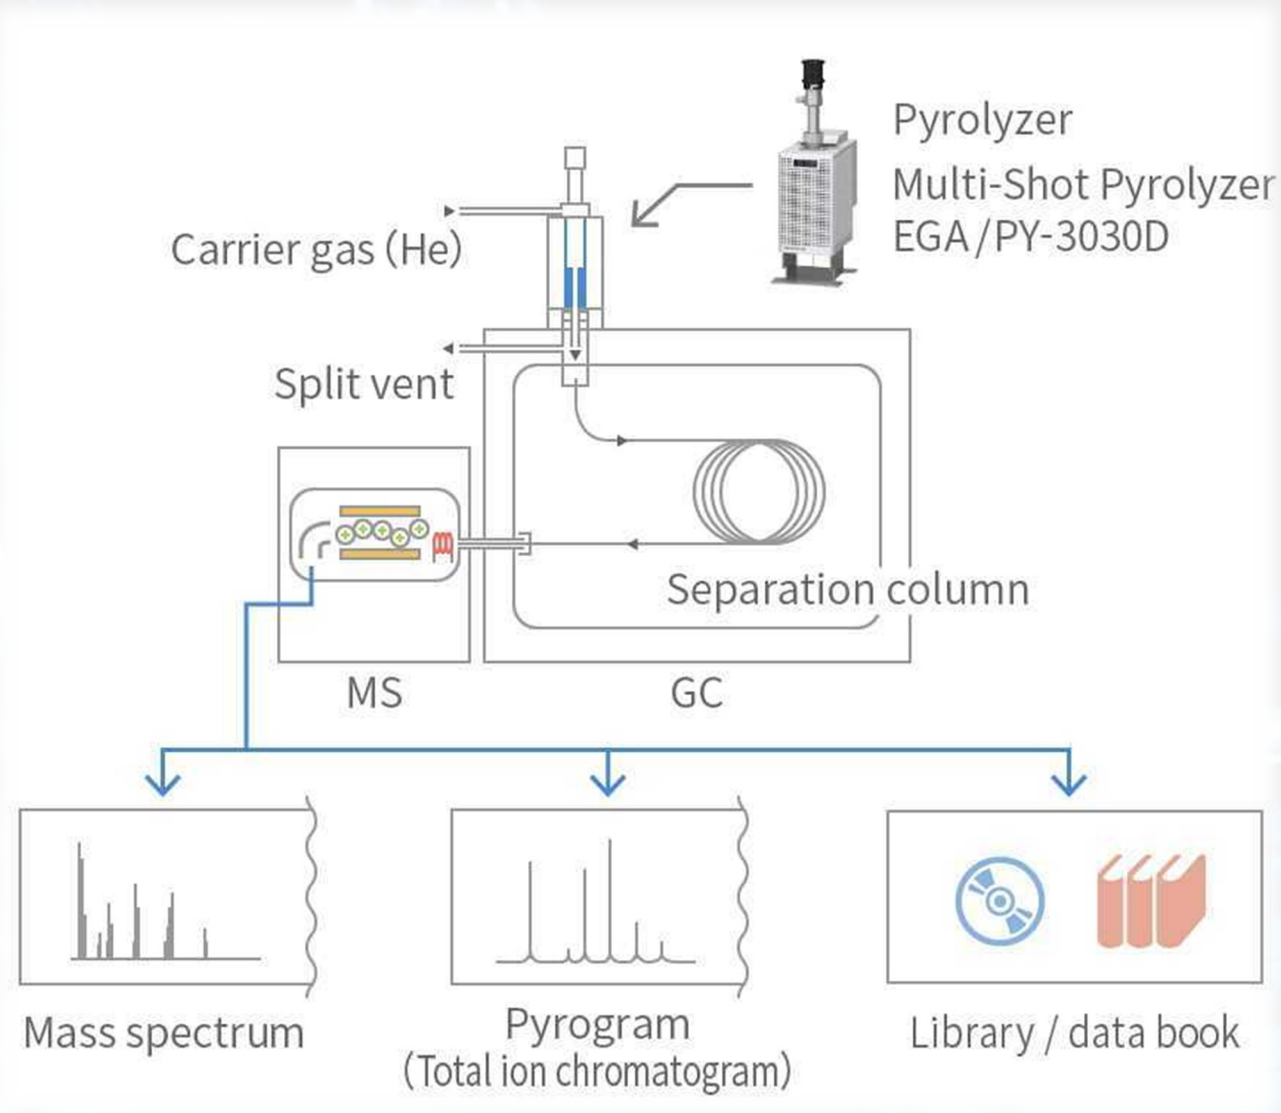 Pyrolyzer
Multi-Shot Pyrolyzer
EGA/PY-3030D
Carrier gas (He)
Split vent
Separation column
MS
GC
Mass spectrum
Pyrogram
(Total ion chromatogram)
Library / data book